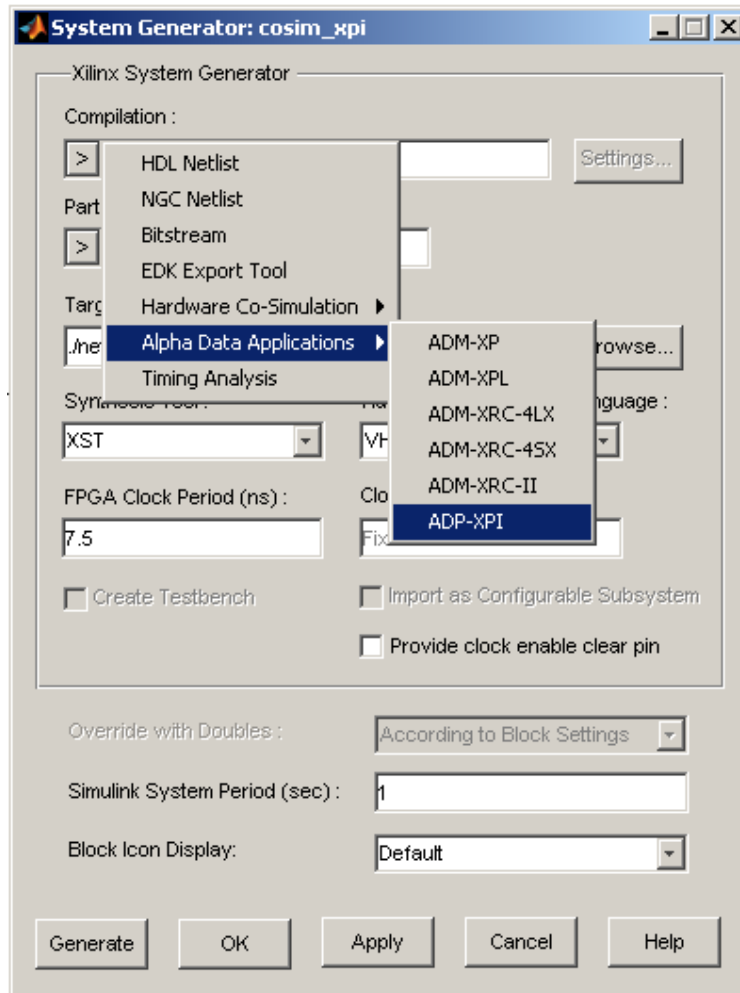 System Generator: cosim_xpi
Xilinx System Generator
Compilation :
> Settings...
HDL Netlist
NGC Netlist
Bitstream
EDK Export Tool
Hardware Co-Simulation
Alpha Data Applications
Timing Analysis
Part
>
ADM-XP
ADM-XPL
ADM-XRC-4LX
ADM-XRC-4SX
ADM-XRC-II
ADP-XPI
XST
FPGA Clock Period (ns) :
7.5
Create Testbench Import as Configurable Subsystem
Provide clock enable clear pin
Override with Doubles : According to Block Settings
Simulink System Period (sec) : 1
Block Icon Display: Default
Generate OK Apply Cancel Help